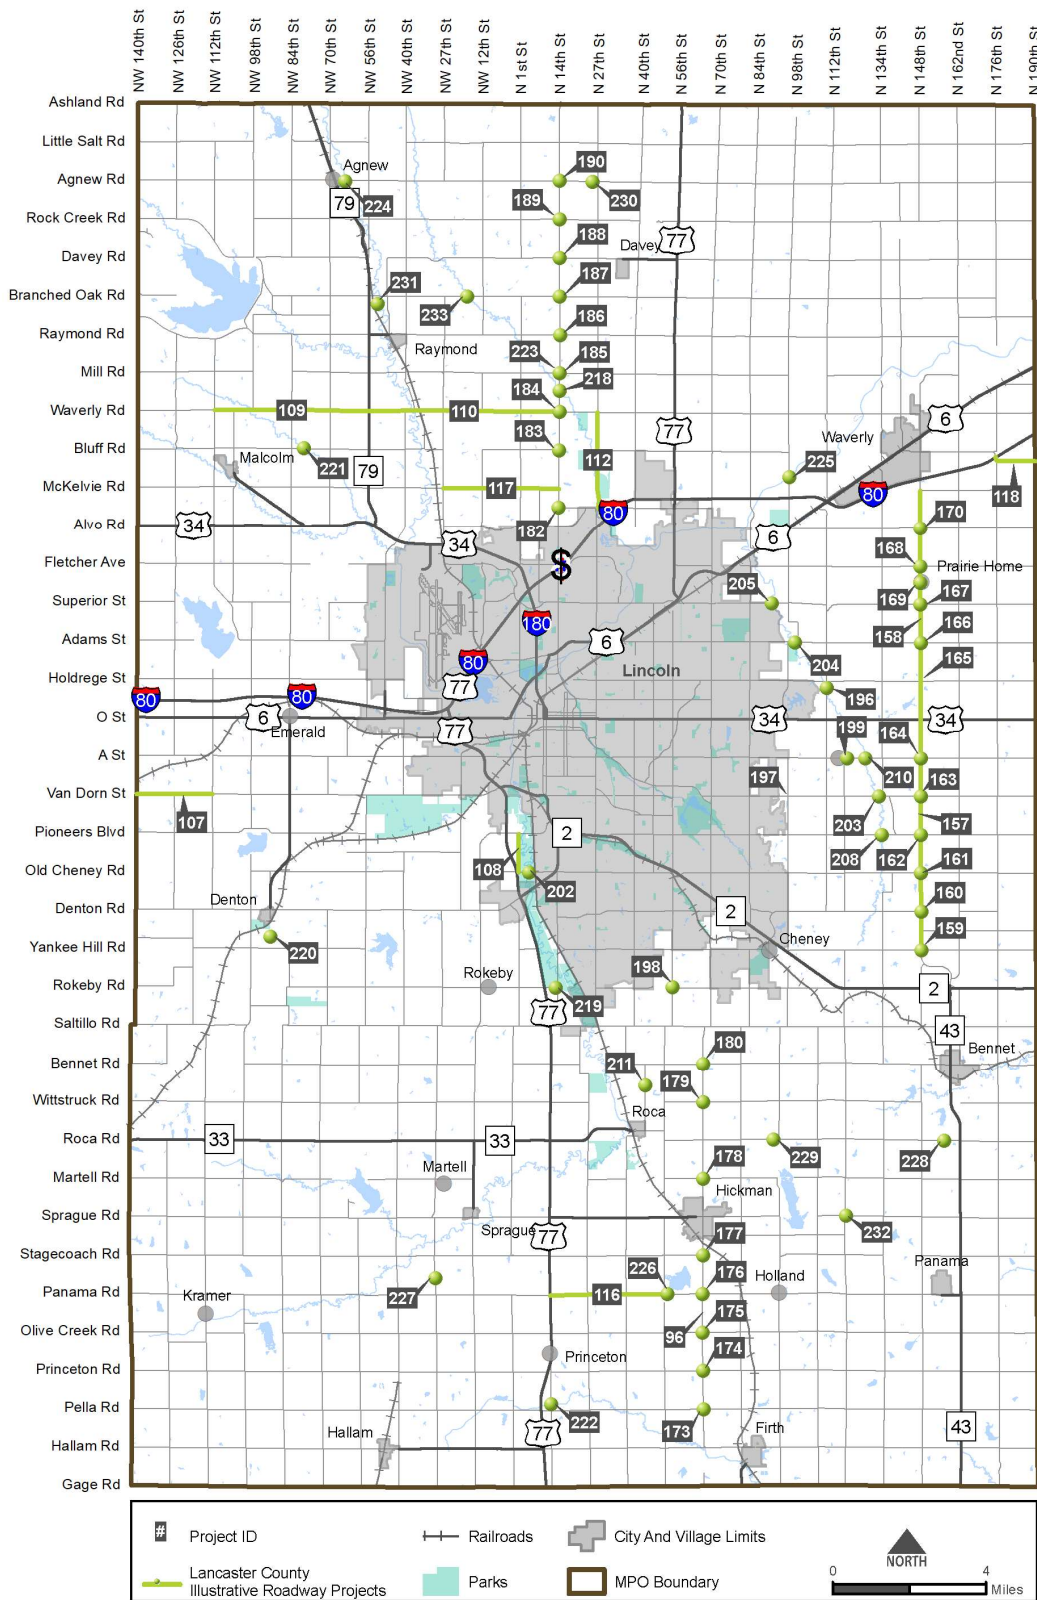 NW 140th St
NW 126th St
NW 112th St
NW 98th St
NW 84th St
NW 70th St
NW 56th St
NW 40th St
NW 27th St
NW 12th St
N 1st St
N 14th St
N 27th St
N 40th St
N 56th St
N 70th St
N 84th St
N 98th St
N 112th St
N 134th St
N 148th St
N 162nd St
N 176th St
N 190th St
Ashland Rd
Little Salt Rd
Agnew Rd
Rock Creek Rd
Davey Rd
Branched Oak Rd
Raymond Rd
Mill Rd
Waverly Rd
Bluff Rd
McKelvie Rd
Alvo Rd
Fletcher Ave
Superior St
Adams St
Holdrege St
O St
A St
Van Dorn St
Pioneers Blvd
Old Cheney Rd
Denton Rd
Yankee Hill Rd
Rokeby Rd
Saltillo Rd
Bennet Rd
Wittstruck Rd
Roca Rd
Martell Rd
Sprague Rd
Stagecoach Rd
Panama Rd
Olive Creek Rd
Princeton Rd
Pella Rd
Hallam Rd
Gage Rd
190
Agnew
230
189
79
224
188
Davey
77
187
231
233
186
Raymond
223
185
218
184
109
110
6
183
77
Waverly
112
221
Malcolm
79
225
117
118
80
80
182
34
170
6
34
$
168
Prairie Home
205
167
169
180
166
158
6
204
165
Lincoln
80
77
80
80
196
6
34
34
77
199
164
Emerald
210
197
163
107
203
157
2
208
162
108
161
202
160
Denton
2
Cheney
159
220
198
Rokeby
219
2
77
43
180
Bennet
211
179
Roca
33
33
229
228
178
Martell
Hickman
Sprague
77
177
232
226
176
Holland
Panama
227
116
Kramer
175
96
174
Princeton
222
173
Firth
Hallam
77
43
# Project ID
Railroads
City And Village Limits
Lancaster County
Illustrative Roadway Projects
Parks
MPO Boundary
NORTH
0 4
Miles